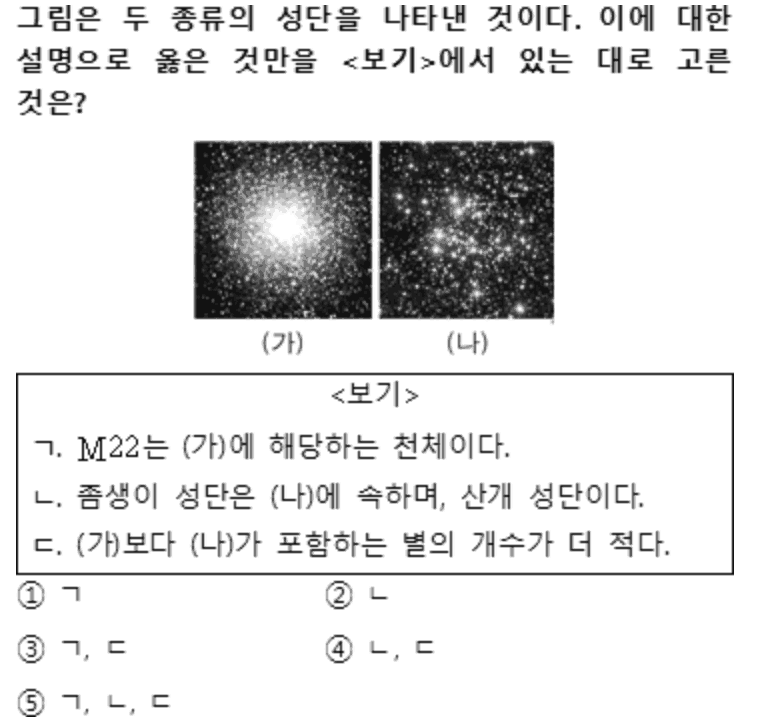 그림은 두 종류의 성단을 나타낸 것이다. 이에 대한
설명으로 옳은 것만을 <보기>에서 있는 대로 고른
것은?
(가) (나)
<보기>
ㄱ. M22는 (가)에 해당하는 천체이다.
ㄴ. 좀생이 성단은 (나)에 속하며, 산개 성단이다.
ㄷ. (가)보다 (나)가 포함하는 별의 개수가 더 적다.
① ㄱ ② ㄴ
③ ㄱ, ㄷ ④ ㄴ, ㄷ
⑤ ㄱ, ㄴ, ㄷ